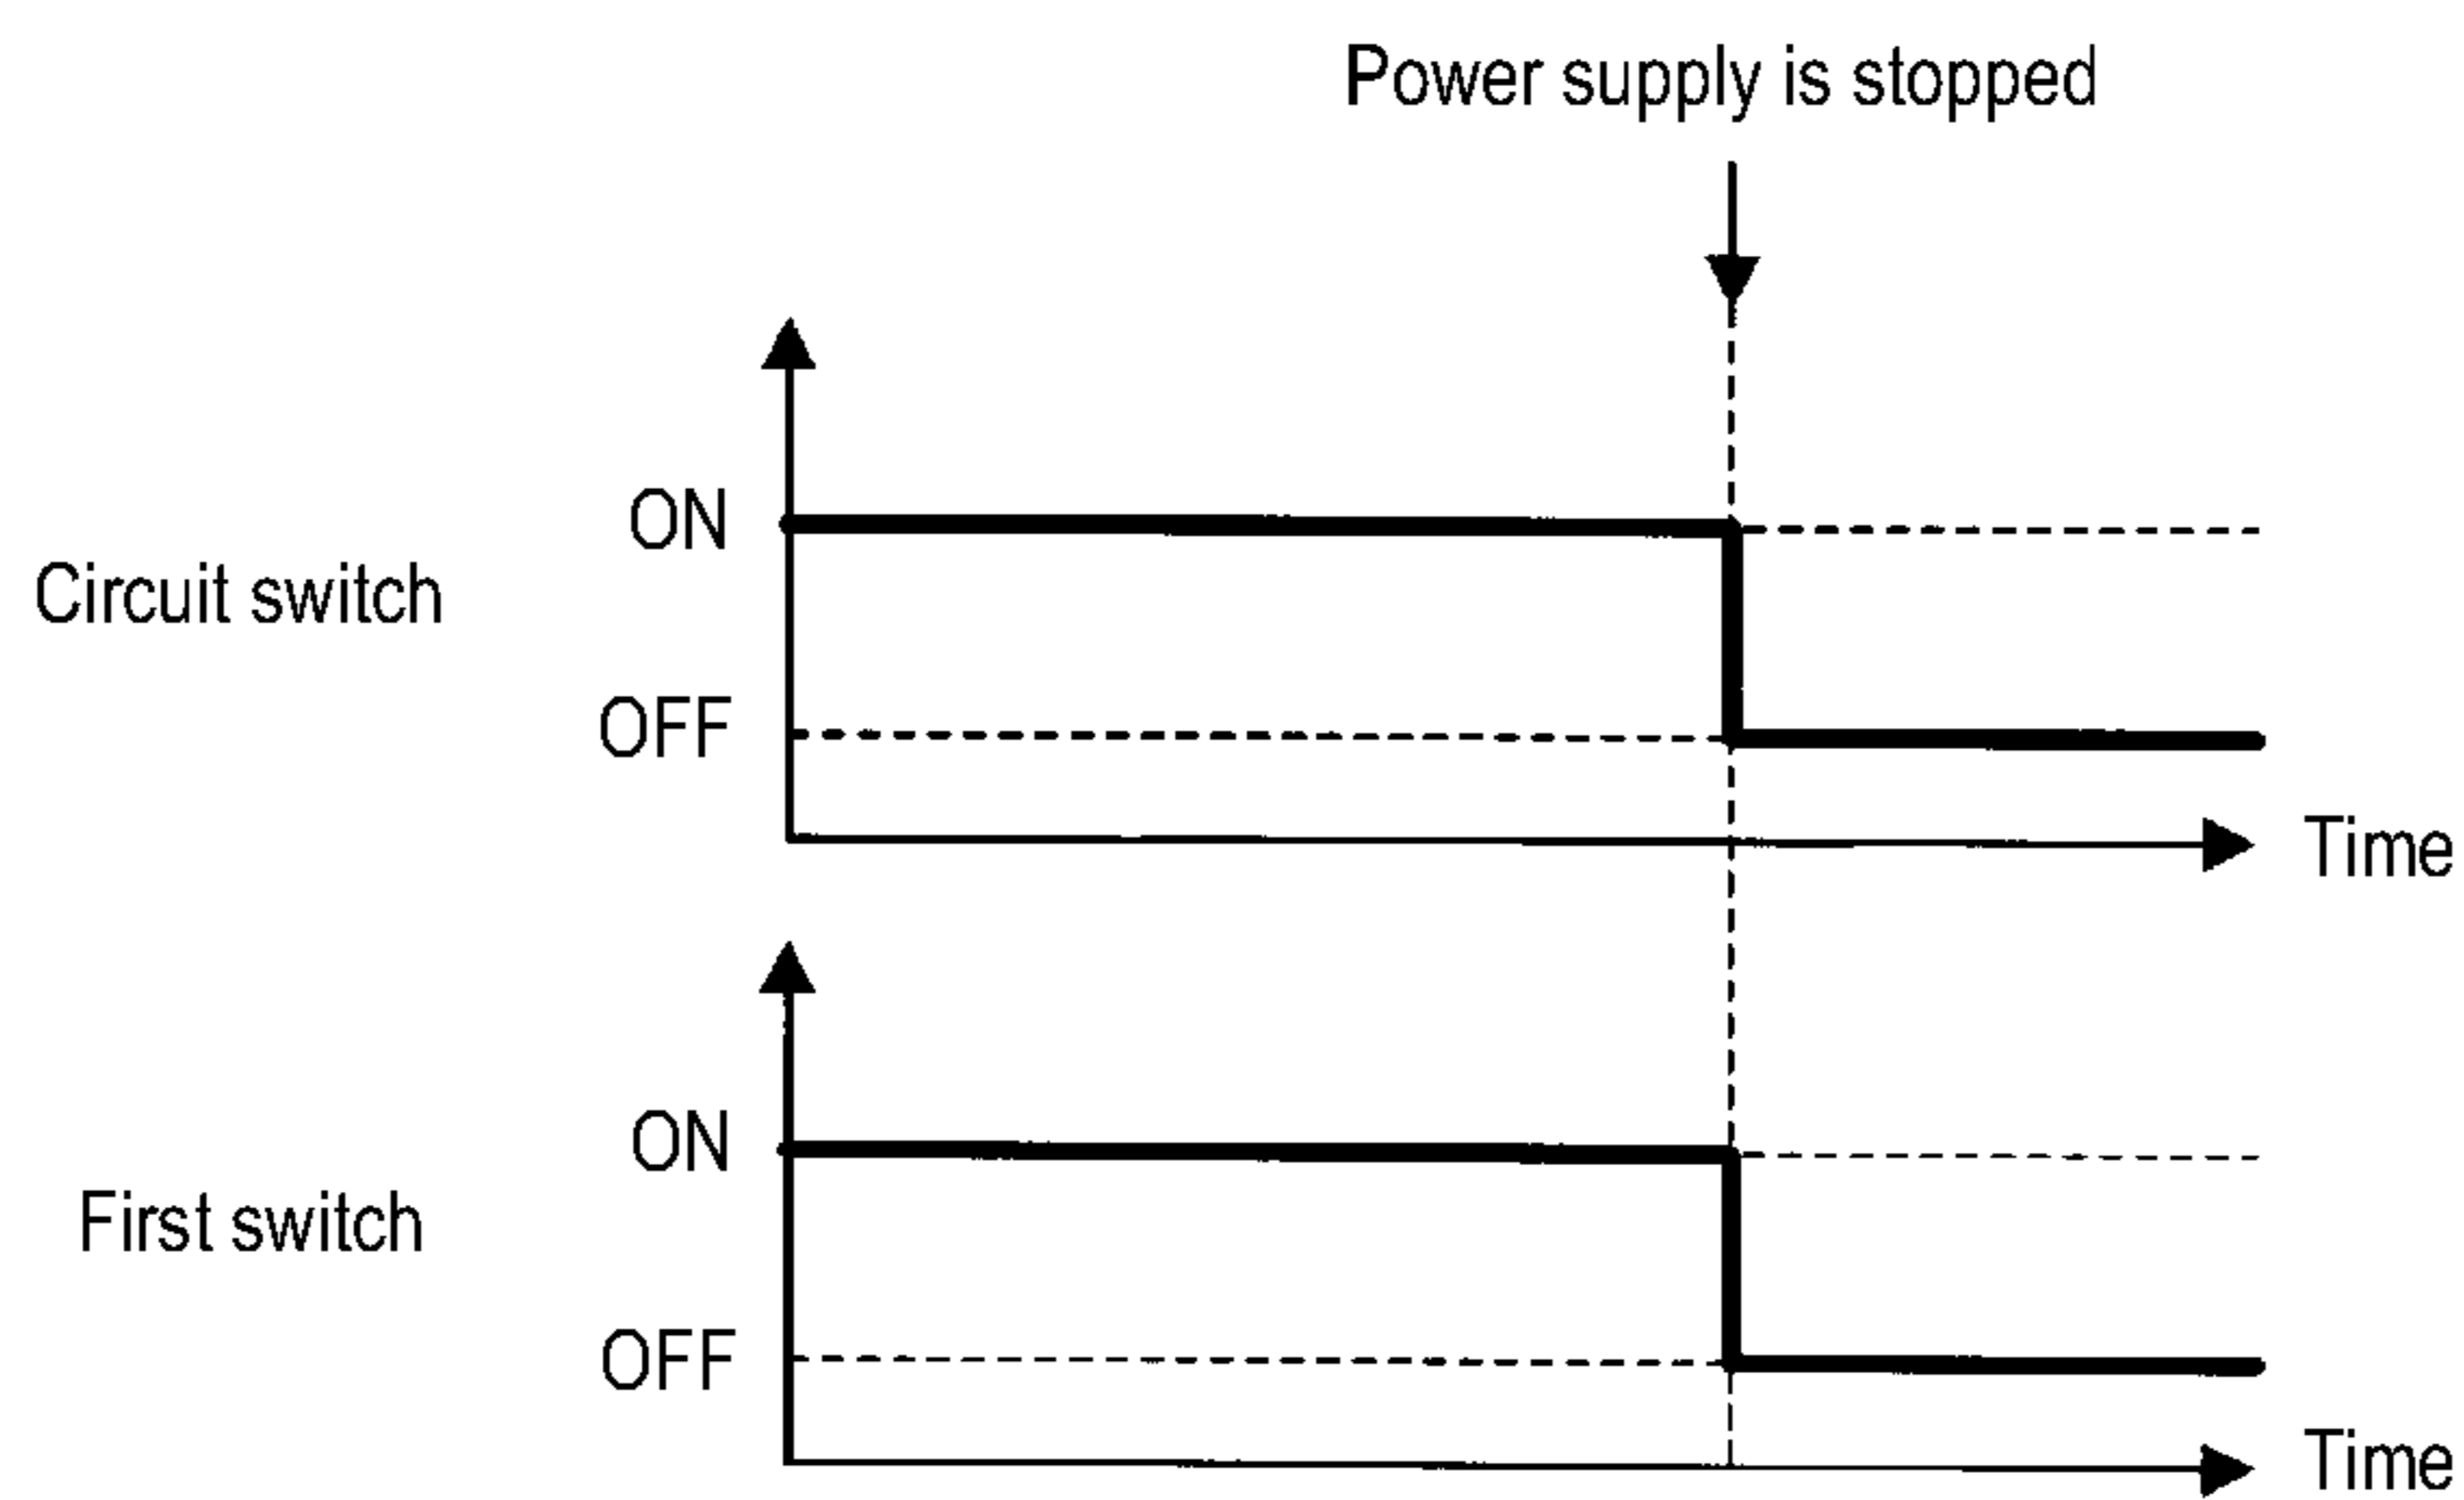 Power supply is stopped
ON
Circuit switch
OFF
Time
ON
First switch
OFF
Time